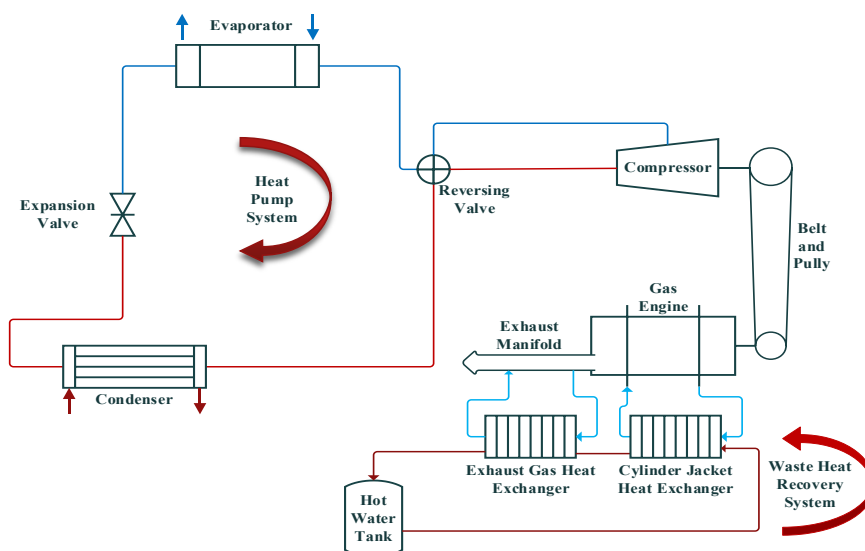 Evaporator
Heat
Pump
System
Expansion
Valve
Reversing
Valve
Compressor
Belt
and
Pully
Gas
Engine
Exhaust
Manifold
Condenser
Exhaust Gas Heat
Exchanger
Cylinder Jacket
Heat Exchanger
Waste Heat
Recovery
System
Hot
Water
Tank